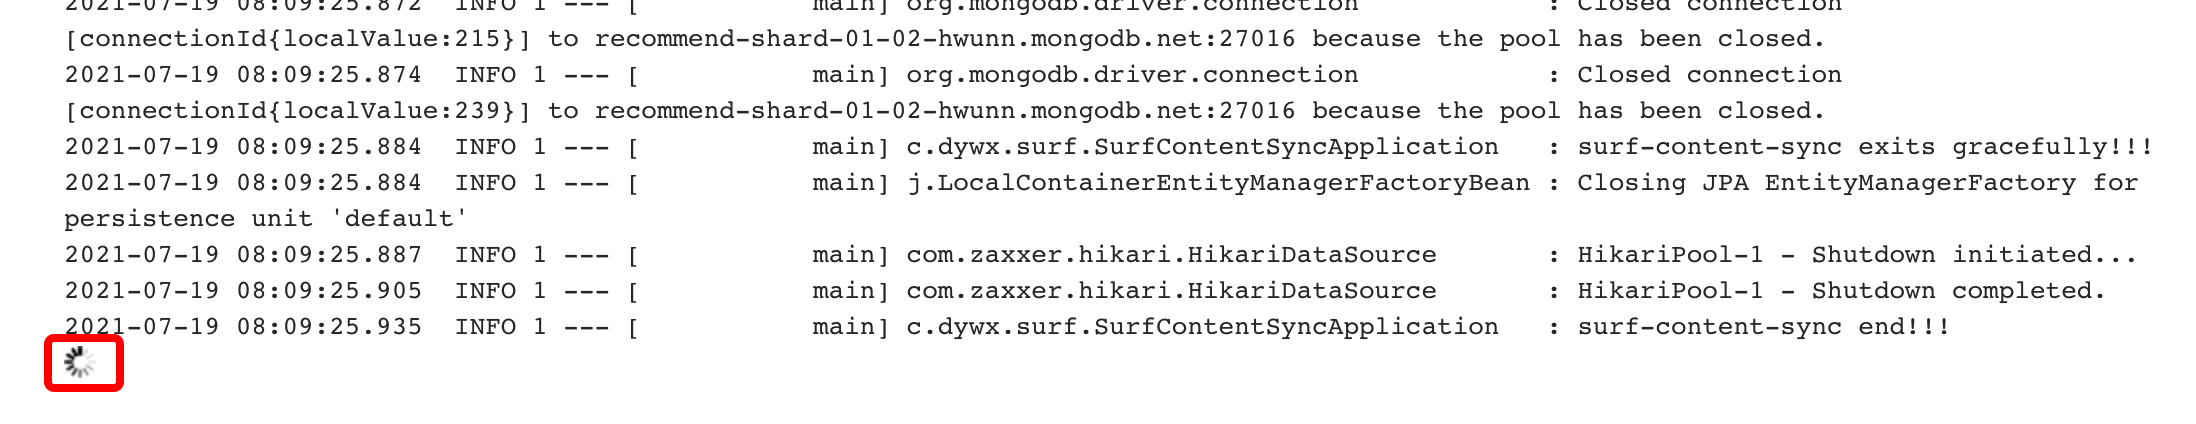 2021-07-19 08:09:25.872  INFO 1 --- [           main] org.mongodb.driver.connection            : Closed connection
[connectionId{localValue:215}] to recommend-shard-01-02-hwunn.mongodb.net:27016 because the pool has been closed.
2021-07-19 08:09:25.874  INFO 1 --- [           main] org.mongodb.driver.connection            : Closed connection
[connectionId{localValue:239}] to recommend-shard-01-02-hwunn.mongodb.net:27016 because the pool has been closed.
2021-07-19 08:09:25.884  INFO 1 --- [           main] c.dywx.surf.SurfContentSyncApplication   : surf-content-sync exits gracefully!!!
2021-07-19 08:09:25.884  INFO 1 --- [           main] j.LocalContainerEntityManagerFactoryBean : Closing JPA EntityManagerFactory for
persistence unit 'default'
2021-07-19 08:09:25.887  INFO 1 --- [           main] com.zaxxer.hikari.HikariDataSource       : HikariPool-1 - Shutdown initiated...
2021-07-19 08:09:25.905  INFO 1 --- [           main] com.zaxxer.hikari.HikariDataSource       : HikariPool-1 - Shutdown completed.
2021-07-19 08:09:25.935  INFO 1 --- [           main] c.dywx.surf.SurfContentSyncApplication   : surf-content-sync end!!!